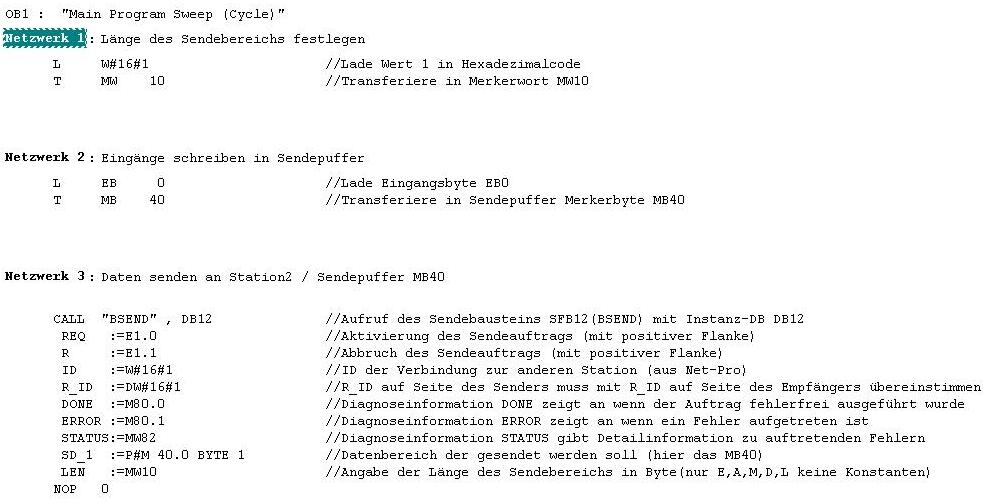 OB1 : "Main Program Sweep (Cycle)"
Netzwerk 1: Länge des Sendebereichs festlegen
L W#16#1 //Lade Wert 1 in Hexadezimalcode
T MW 10 //Transferiere in Merkerwort MW10
Netzwerk 2: Eingänge schreiben in Sendepuffer
L EB 0 //Lade Eingangsbyte EB0
T MB 40 //Transferiere in Sendepuffer Merkerbyte MB40
Netzwerk 3: Daten senden an Station2 / Sendepuffer MB40
CALL "BSEND" , DB12 //Aufruf des Sendebausteins SFB12(BSEND) mit Instanz-DB DB12
REQ :=E1.0 //Aktivierung des Sendeauftrags (mit positiver Flanke)
R :=E1.1 //Abbruch des Sendeauftrags (mit positiver Flanke)
ID :=W#16#1 //ID der Verbindung zur anderen Station (aus Net-Pro)
R_ID :=DW#16#1 //R_ID auf Seite des Senders muss mit R_ID auf Seite des Empfängers übereinstimmen
DONE :=M80.0 //Diagnoseinformation DONE zeigt an wenn der Auftrag fehlerfrei ausgeführt wurde
ERROR :=M80.1 //Diagnoseinformation ERROR zeigt an wenn ein Fehler aufgetreten ist
STATUS:=MW82 //Diagnoseinformation STATUS gibt Detailinformation zu auftretenden Fehlern
SD_1 :=P#M 40.0 BYTE 1 //Datenbereich der gesendet werden soll (hier das MB40)
LEN :=MW10 //Angabe der Länge des Sendebereichs in Byte(nur E,A,M,D,L keine Konstanten)
NOP 0